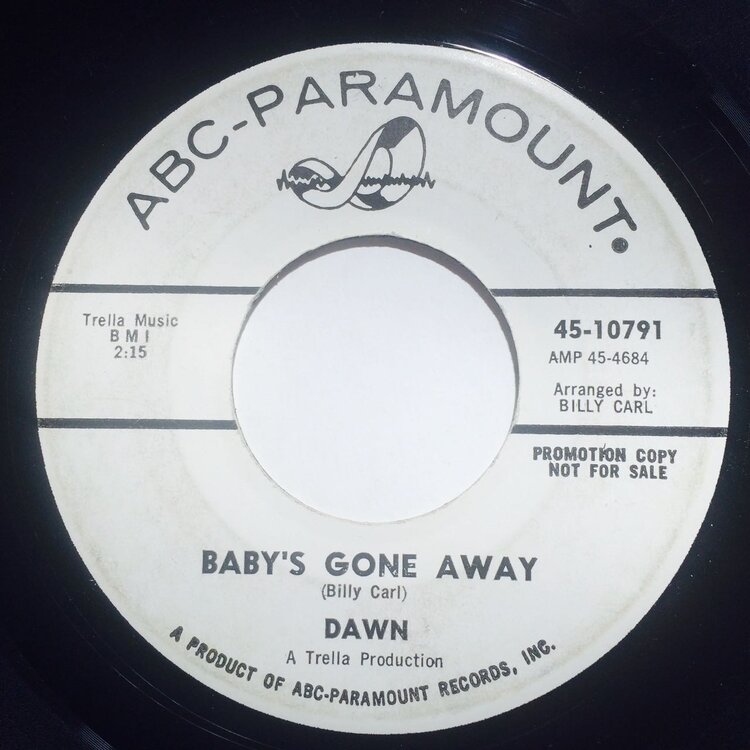 ABC-PARAMOUNT
Trella Music
BMI
2:15
45-10791
AMP 45-4684
Arranged by:
BILLY CARL
PROMOTION COPY
NOT FOR SALE
BABY'S GONE AWAY
(Billy Carl)
DAWN
A Trella Production
A PRODUCT OF ABC-PARAMOUNT RECORDS, INC.